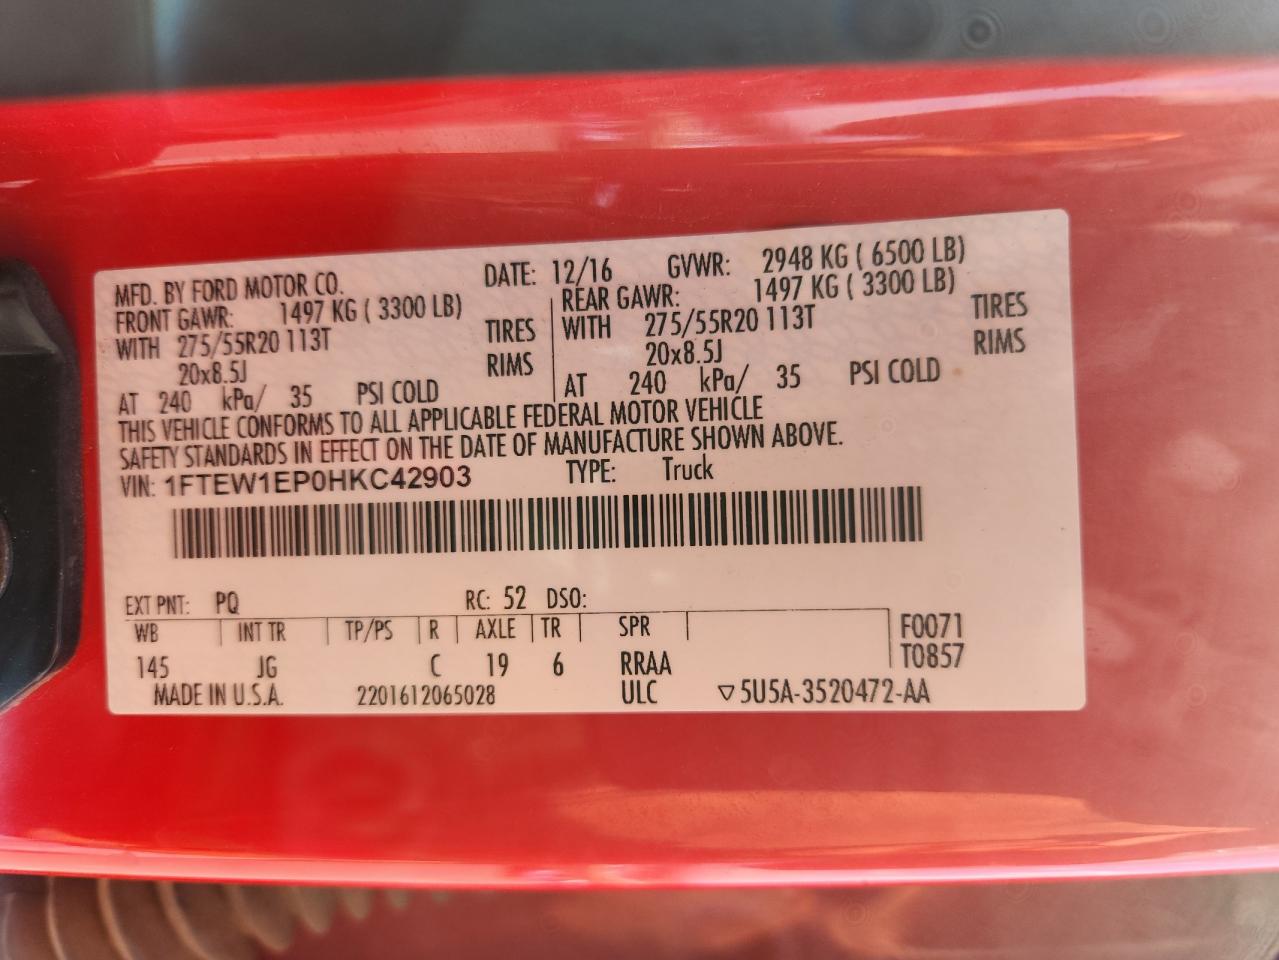 MFD. BY FORD MOTOR CO. DATE: 12/16 GVWR: 2948 KG ( 6500 LB)
FRONT GAWR: 1497 KG ( 3300 LB) REAR GAWR: 1497 KG ( 3300 LB)
WITH 275/55R20 113T TIRES WITH 275/55R20 113T TIRES
20x8.5J RIMS 20x8.5J RIMS
AT 240 kPa/ 35 PSI COLD AT 240 kPa/ 35 PSI COLD
THIS VEHICLE CONFORMS TO ALL APPLICABLE FEDERAL MOTOR VEHICLE
SAFETY STANDARDS IN EFFECT ON THE DATE OF MANUFACTURE SHOWN ABOVE.
VIN: 1FTEW1EP0HKC42903 TYPE: Truck
EXT PNT: PQ RC: 52 DSO:
WB INT TR TP/PS R AXLE TR SPR F0071
145 JG C 19 6 RRAA T0857
MADE IN U.S.A. 2201612065028 ULC ▽5U5A-3520472-AA